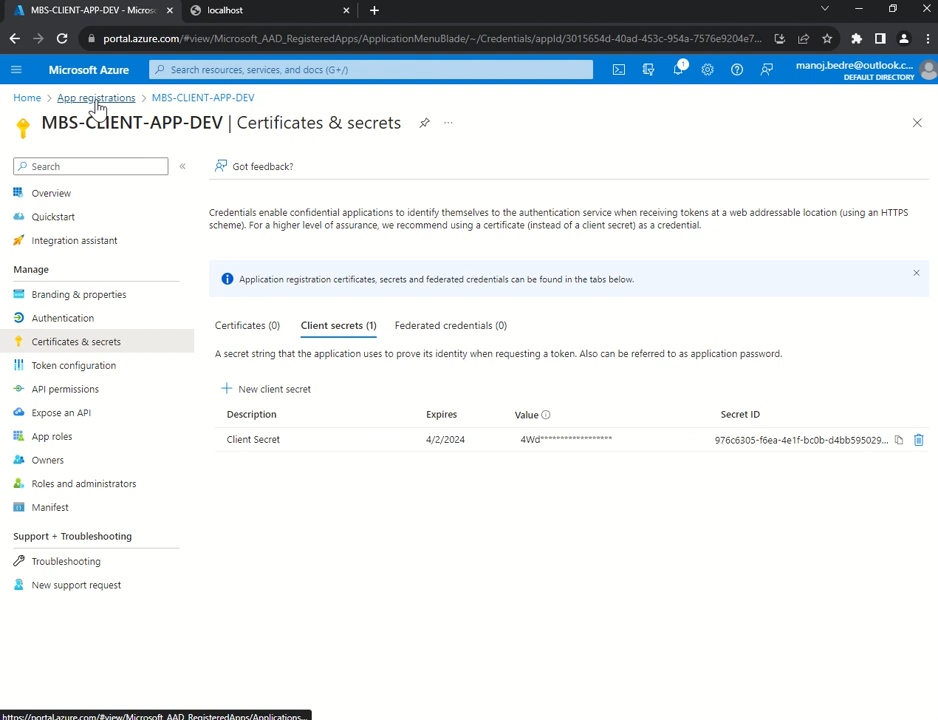 MBS-CLIENT-APP-DEV - Micros
localhost
portal.azure.com/#view/Microsoft_AAD_RegisteredApps/ApplicationMenuBlade/~/Credentials/appId/3015654d-40ad-453c-954a-7576e9204e7...
Microsoft Azure
Search resources, services, and docs (G+/)
1
manoj.bedre@outlook.c...
DEFAULT DIRECTORY
Home > App registrations > MBS-CLIENT-APP-DEV
MBS-CLIENT-APP-DEV | Certificates & secrets
Search
Got feedback?
Overview
Quickstart
Integration assistant
Manage
Branding & properties
Authentication
Certificates & secrets
Token configuration
API permissions
Expose an API
App roles
Owners
Roles and administrators
Manifest
Support + Troubleshooting
Troubleshooting
New support request
Credentials enable confidential applications to identify themselves to the authentication service when receiving tokens at a web addressable location (using an HTTPS
scheme). For a higher level of assurance, we recommend using a certificate (instead of a client secret) as a credential.
Application registration certificates, secrets and federated credentials can be found in the tabs below.
Certificates (0) Client secrets (1) Federated credentials (0)
A secret string that the application uses to prove its identity when requesting a token. Also can be referred to as application password.
New client secret
Description Expires Value Secret ID
Client Secret 4/2/2024 4Wd****************** 976c6305-f6ea-4e1f-bc0b-d4bb595029...
https://portal.azure.com/#view/Microsoft_AAD_RegisteredApps/Applications...